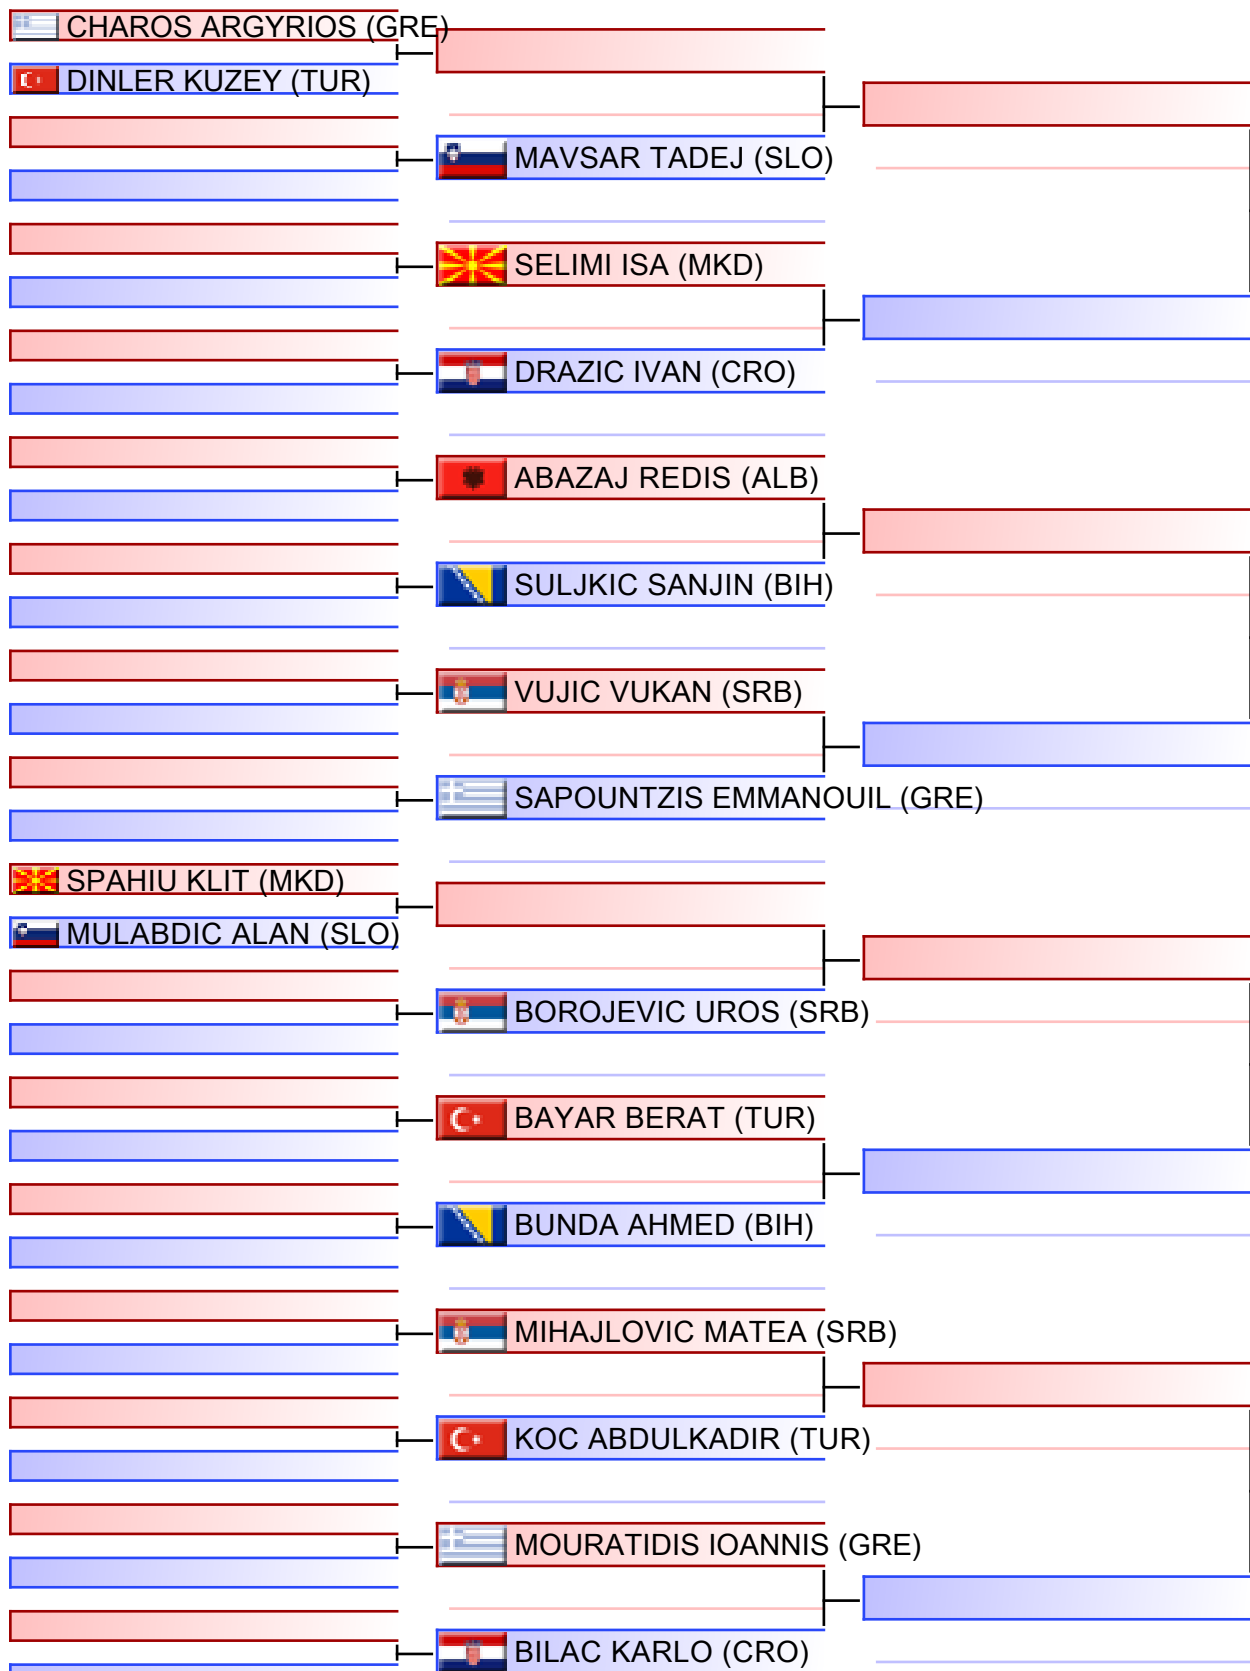 CHAROS ARGYRIOS (GRE)
DINLER KUZEY (TUR)
MAVSAR TADEJ (SLO)
SELIMI ISA (MKD)
DRAZIC IVAN (CRO)
ABAZAJ REDIS (ALB)
SULJKIC SANJIN (BIH)
VUJIC VUKAN (SRB)
SAPOUNTZIS EMMANOUIL (GRE)
SPAHIU KLIT (MKD)
MULABDIC ALAN (SLO)
BOROJEVIC UROS (SRB)
BAYAR BERAT (TUR)
BUNDA AHMED (BIH)
MIHAJLOVIC MATEA (SRB)
KOC ABDULKADIR (TUR)
MOURATIDIS IOANNIS (GRE)
BILAC KARLO (CRO)